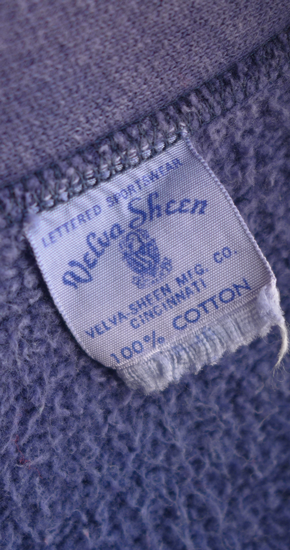 LETTERED SPORTSWEAR
Velva Sheen
VELVA-SHEEN MFG. CO.
CINCINNATI
100% COTTON